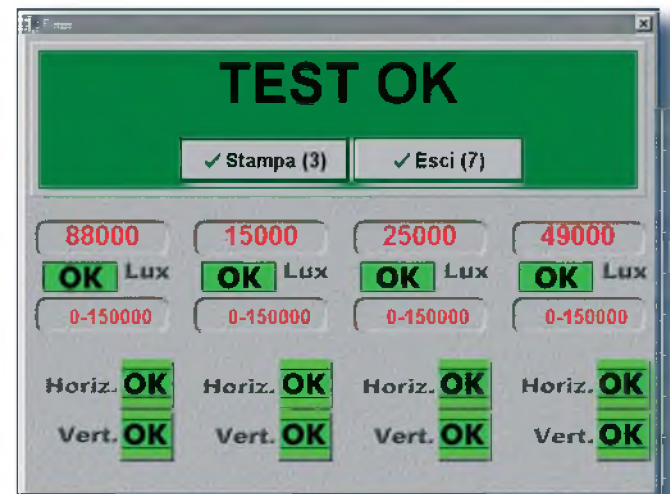 TEST OK
✓ Stampa (3) ✓ Esci (7)
88000 15000 25000 49000
OK Lux OK Lux OK Lux OK Lux
0-150000 0-150000 0-150000 0-150000
Horiz. OK Horiz. OK Horiz. OK Horiz. OK
Vert. OK Vert. OK Vert. OK Vert. OK